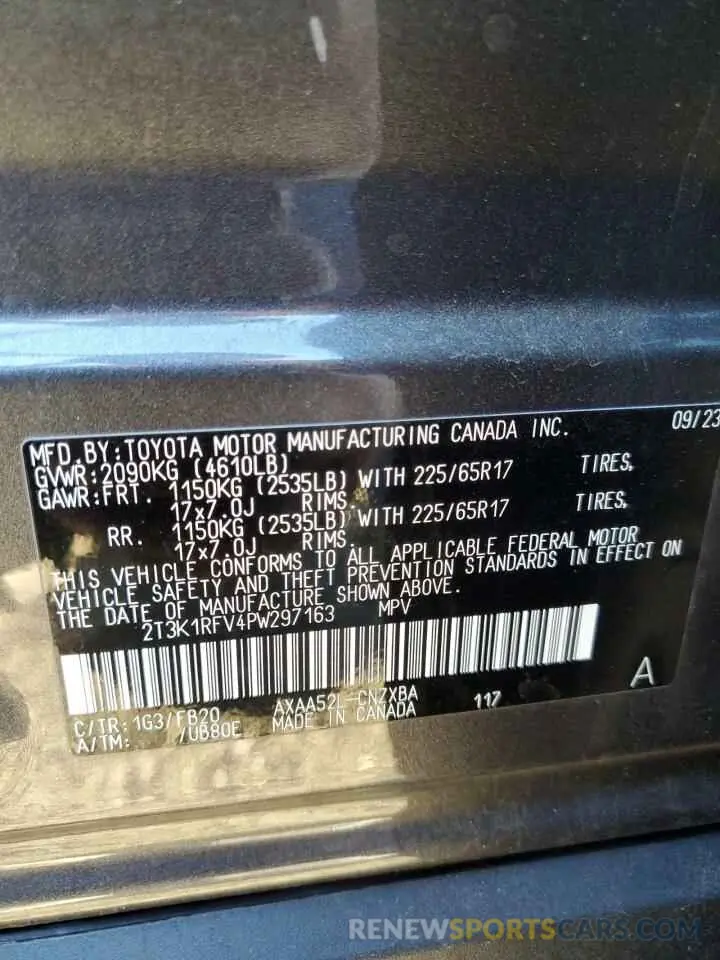 09/23
MFD.BY:TOYOTA MOTOR MANUFACTURING CANADA INC.
GVWR:2090KG (4610LB)
GAWR:FRT. 1150KG (2535LB) WITH 225/65R17 TIRES,
17x7.0J RIMS.
RR. 1150KG (2535LB) WITH 225/65R17 TIRES,
17x7.0J RIMS.
THIS VEHICLE CONFORMS TO ALL APPLICABLE FEDERAL MOTOR
VEHICLE SAFETY AND THEFT PREVENTION STANDARDS IN EFFECT ON
THE DATE OF MANUFACTURE SHOWN ABOVE.
2T3K1RFV4PW297163 MPV
A
C/TR: 1G3/FB20 AXAA52L-CNZXBA 117
A/TM: /UB80E MADE IN CANADA
RENEWSPORTSCARS.COM